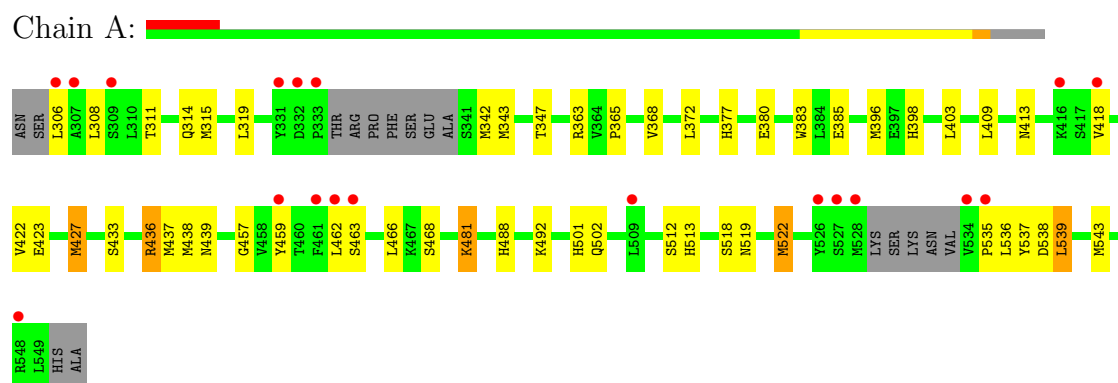 Chain A:
ASN SER L306 A307 L308 S309 L310 T311 Q314 M315 L319 Y331 D332 P333 THR ARG PRO PHE SER GLU ALA S341 M342 M343 T347 R363 V364 P365 V368 L372 H377 E380 W383 L384 E385 M396 E397 H398 L403 L409 N413 K416 S417 V418
V422 E423 M427 S433 R436 M437 M438 N439 G457 V458 Y459 T460 F461 L462 S463 L466 K467 S468 K481 H488 K492 H501 Q502 L509 S512 H513 S518 N519 M522 Y526 S527 M528 LYS SER LYS ASN VAL V534 P535 L536 Y537 D538 L539 M543
R548 L549 HIS ALA